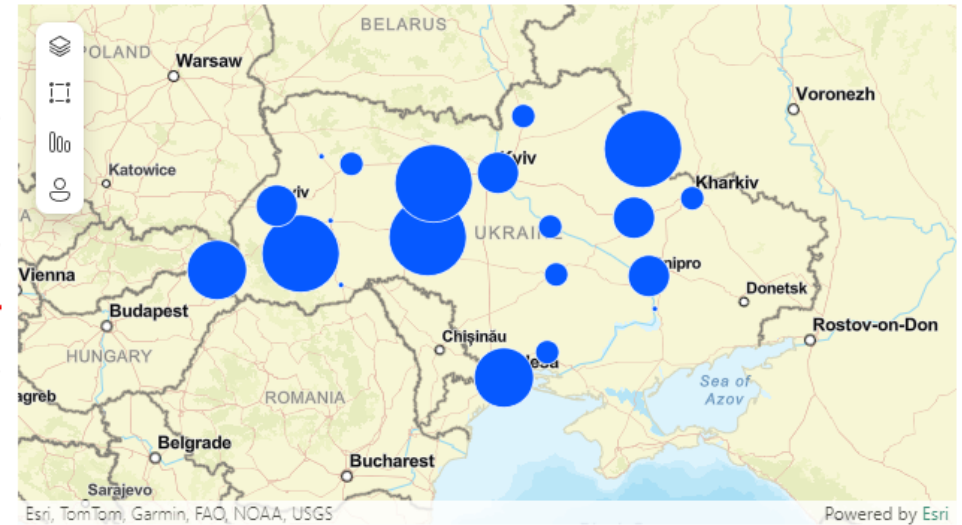 BELARUS
POLAND
Warsaw
Voronezh
Kyiv
Katowice
Kharkiv
UKRAINE
Vienna
Donetsk
Budapest
Chișinău
Rostov-on-Don
HUNGARY
Sea of
Azov
ROMANIA
Belgrade
Bucharest
Sarajevo
Esri, TomTom, Garmin, FAO, NOAA, USGS
Powered by Esri